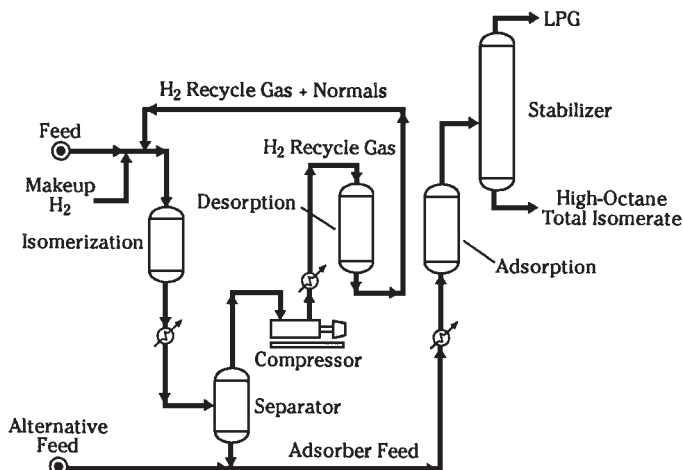 LPG
H2 Recycle Gas + Normals
Stabilizer
Feed
H2 Recycle Gas
Makeup
H2
Desorption
High-Octane
Total Isomerate
Isomerization
Adsorption
Compressor
Separator
Alternative
Feed
Adsorber Feed